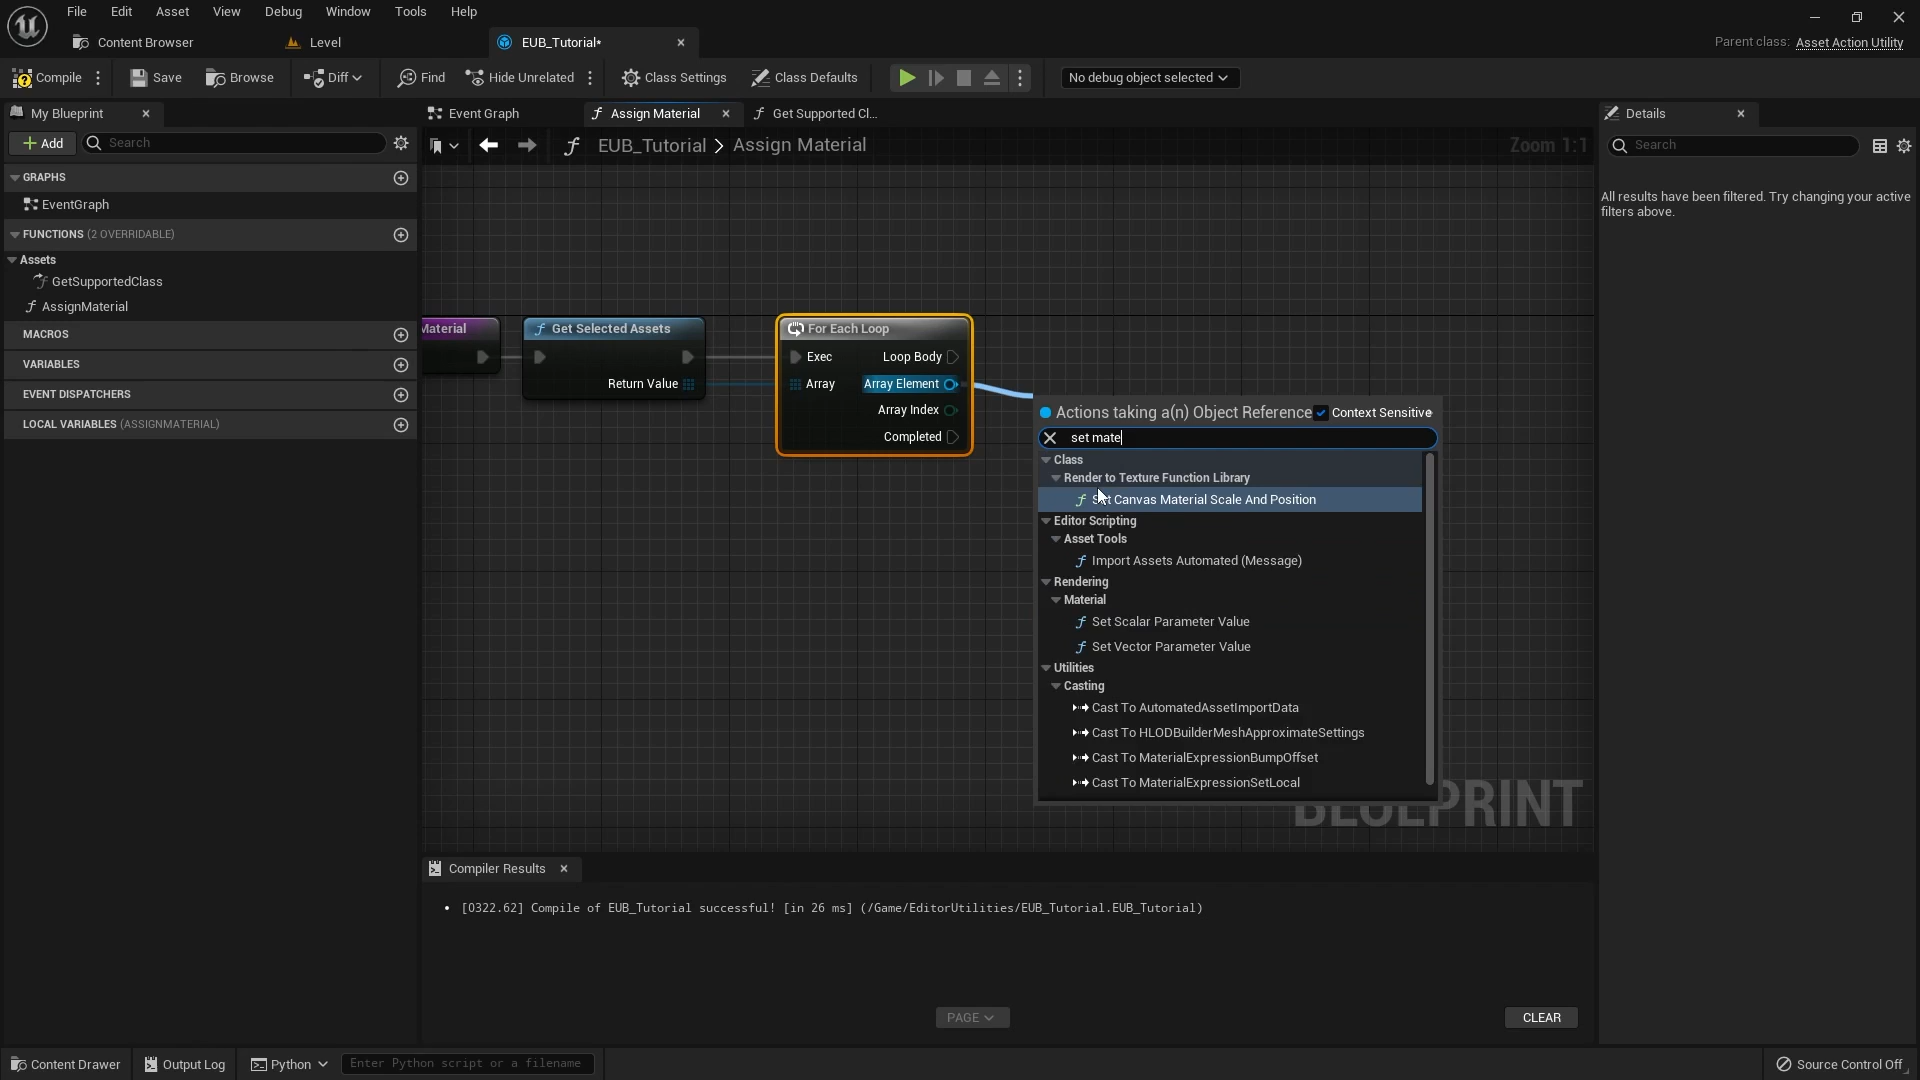 File Edit Asset View Debug Window Tools Help
Content Browser Level EUB_Tutorial*
Parent class: Asset Action Utility
Compile Save Browse Diff Find Hide Unrelated Class Settings Class Defaults No debug object selected
My Blueprint
Add Search
GRAPHS
EventGraph
FUNCTIONS (2 OVERRIDABLE)
Assets
GetSupportedClass
AssignMaterial
MACROS
VARIABLES
EVENT DISPATCHERS
LOCAL VARIABLES (ASSIGNMATERIAL)
Event Graph Assign Material Get Supported Cl...
EUB_Tutorial > Assign Material
Zoom 1:1
Material
Get Selected Assets
Return Value
For Each Loop
Exec Loop Body
Array Array Element
Array Index
Completed
Actions taking a(n) Object Reference Context Sensitive
set mate
Class
Render to Texture Function Library
Canvas Material Scale And Position
Editor Scripting
Asset Tools
Import Assets Automated (Message)
Rendering
Material
Set Scalar Parameter Value
Set Vector Parameter Value
Utilities
Casting
Cast To AutomatedAssetImportData
Cast To HLODBuilderMeshApproximateSettings
Cast To MaterialExpressionBumpOffset
Cast To MaterialExpressionSetLocal
BLUEPRINT
Details
Search
All results have been filtered. Try changing your active
filters above.
Compiler Results
• [0322.62] Compile of EUB_Tutorial successful! [in 26 ms] (/Game/EditorUtilities/EUB_Tutorial.EUB_Tutorial)
PAGE
CLEAR
Content Drawer Output Log Python Enter Python script or a filename
Source Control Off